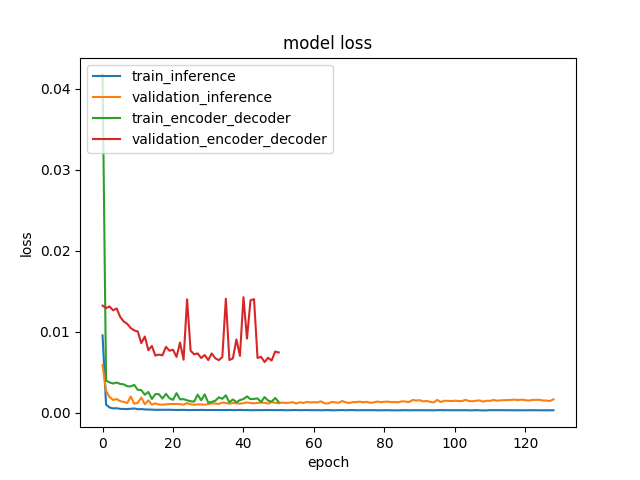 model loss
train_inference
validation_inference
train_encoder_decoder
validation_encoder_decoder
loss
0.04
0.03
0.02
0.01
0.00
0 20 40 60 80 100 120
epoch